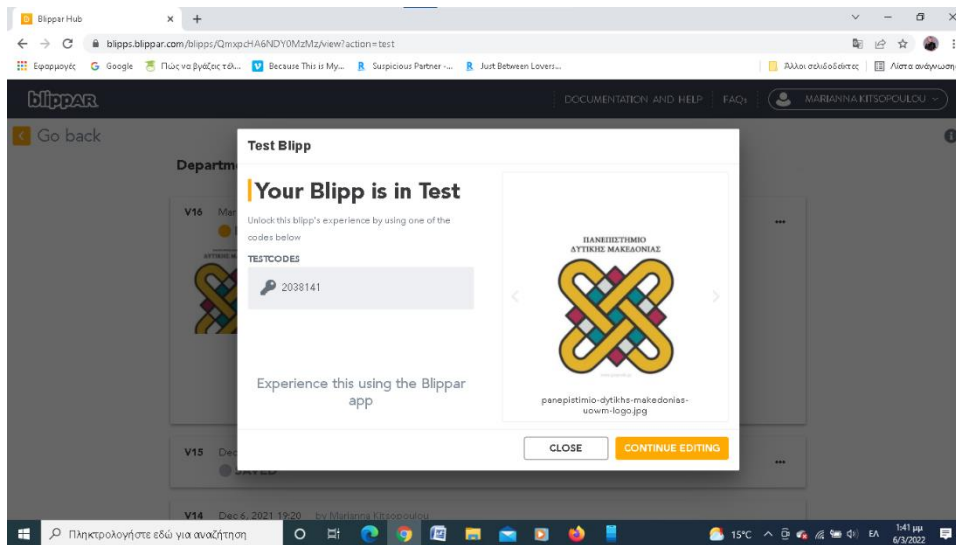 Blippar Hub
blipps.blippar.com/blipps/QmxpcHA6NDY0MzMz/view?action=test
Εφαρμογές Google Πώς να βγάζεις τέλ... Because This is My... Suspicious Partner -... Just Between Lovers... Άλλοι σελιδοδείκτες Λίστα ανάγνωση
blippar DOCUMENTATION AND HELP FAQs MARIANNA KITSOPOULOU
Go back
Departm
Test Blipp
Your Blipp is in Test
Unlock this blipp's experience by using one of the
codes below
TESTCODES
2038141
Experience this using the Blippar
app
ΠΑΝΕΠΙΣΤΗΜΙΟ
ΔΥΤΙΚΗΣ ΜΑΚΕΔΟΝΙΑΣ
panepistimio-dytikhs-makedonias-
uowm-logo.jpg
CLOSE CONTINUE EDITING
V16 Mar
V15 Dec
SAVED
V14 Dec 6, 2021 19:20 by Marianna Kitsopoulou
Πληκτρολογήστε εδώ για αναζήτηση 15°C ΕΛ 1:41 μμ
6/3/2022